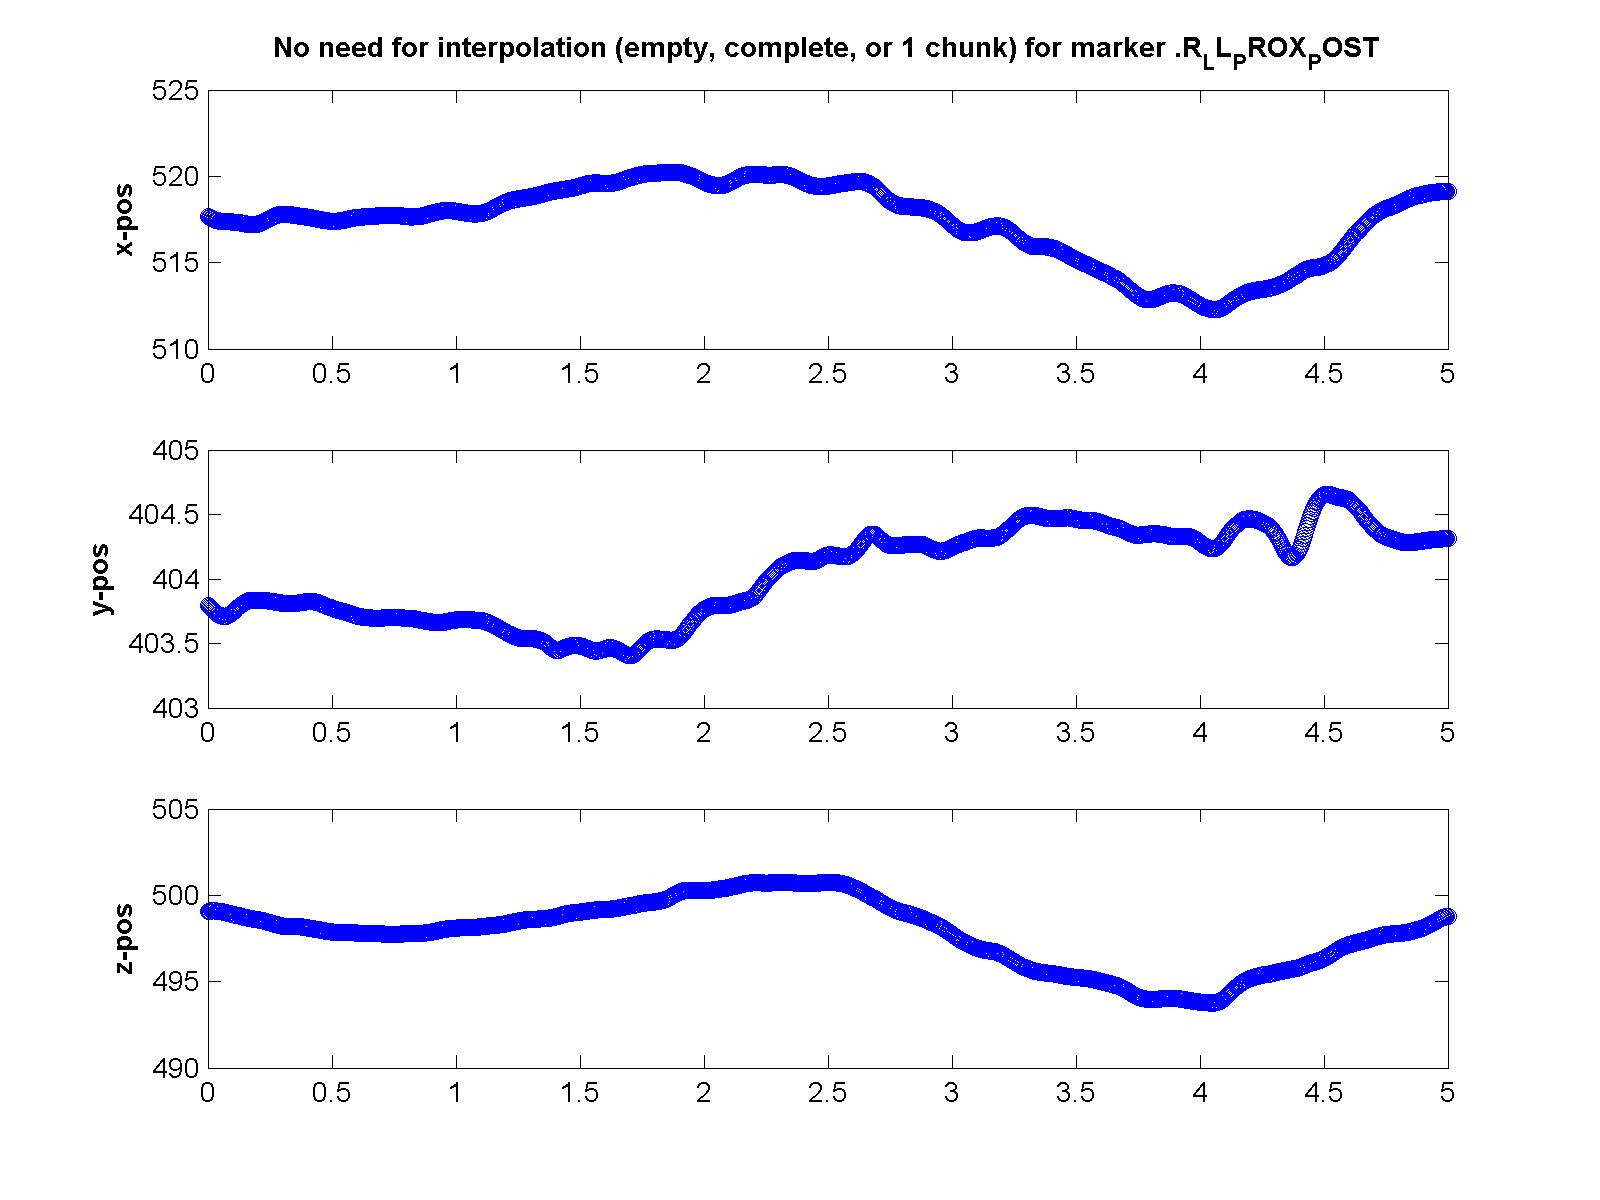 No need for interpolation (empty, complete, or 1 chunk) for marker .R_LL_PROX_POST
525
520
515
510
x-pos
0 0.5 1 1.5 2 2.5 3 3.5 4 4.5 5
405
404.5
404
403.5
403
y-pos
0 0.5 1 1.5 2 2.5 3 3.5 4 4.5 5
505
500
495
490
z-pos
0 0.5 1 1.5 2 2.5 3 3.5 4 4.5 5